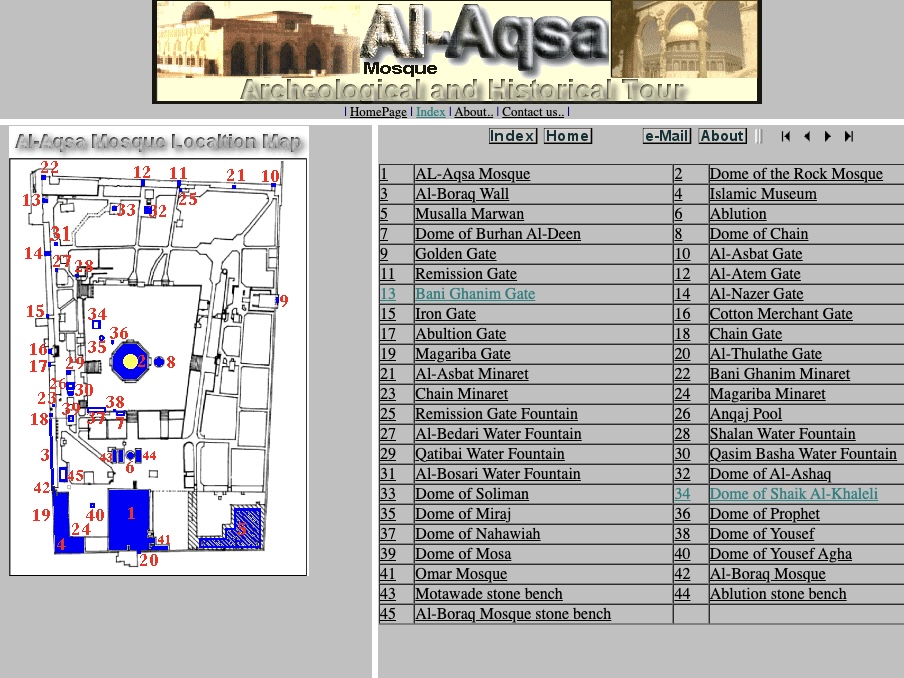 Al-Aqsa
Mosque
Archeological and Historical Tour
| HomePage | Index | About.. | Contact us.. |
Al-Aqsa Mosque Localtion Map
Index Home e-Mail About
22 12 11 21 10
13 33 32 25
31
14 27 28
9
15 34
35 36
16 2 8
17 29
26 30
23 39 38
18 37 7
3 43 44
6
45
42
19 40 1 5
24 41
4
20
1 AL-Aqsa Mosque 2 Dome of the Rock Mosque
3 Al-Boraq Wall 4 Islamic Museum
5 Musalla Marwan 6 Ablution
7 Dome of Burhan Al-Deen 8 Dome of Chain
9 Golden Gate 10 Al-Asbat Gate
11 Remission Gate 12 Al-Atem Gate
13 Bani Ghanim Gate 14 Al-Nazer Gate
15 Iron Gate 16 Cotton Merchant Gate
17 Abultion Gate 18 Chain Gate
19 Magariba Gate 20 Al-Thulathe Gate
21 Al-Asbat Minaret 22 Bani Ghanim Minaret
23 Chain Minaret 24 Magariba Minaret
25 Remission Gate Fountain 26 Anqaj Pool
27 Al-Bedari Water Fountain 28 Shalan Water Fountain
29 Qatibai Water Fountain 30 Qasim Basha Water Fountain
31 Al-Bosari Water Fountain 32 Dome of Al-Ashaq
33 Dome of Soliman 34 Dome of Shaik Al-Khaleli
35 Dome of Miraj 36 Dome of Prophet
37 Dome of Nahawiah 38 Dome of Yousef
39 Dome of Mosa 40 Dome of Yousef Agha
41 Omar Mosque 42 Al-Boraq Mosque
43 Motawade stone bench 44 Ablution stone bench
45 Al-Boraq Mosque stone bench